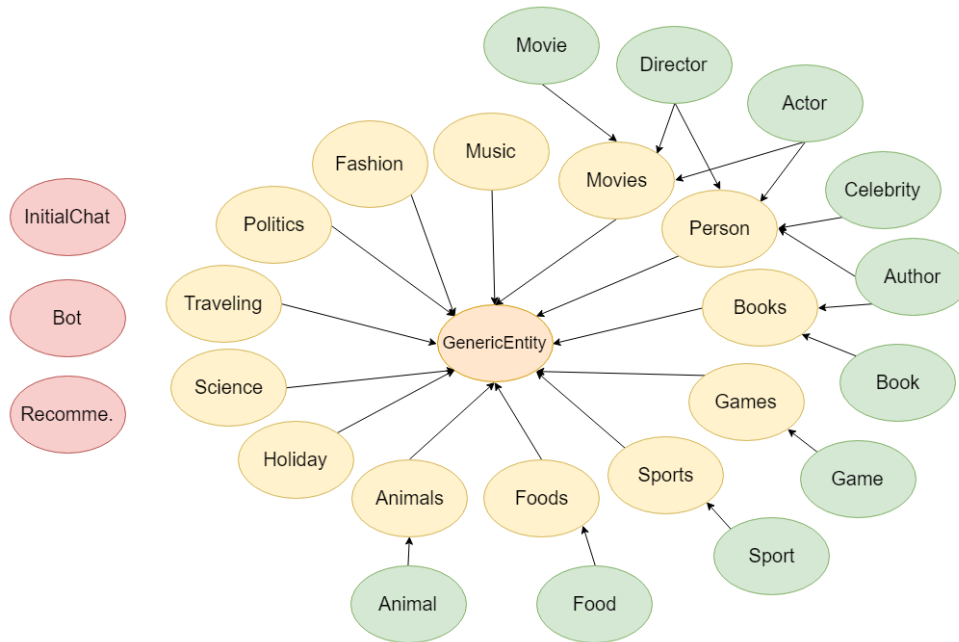 Movie
Director
Actor
Music
Fashion
Movies
Celebrity
InitialChat
Politics
Person
Author
Traveling
Books
Bot
GenericEntity
Book
Science
Games
Recomme.
Holiday
Sports
Game
Animals
Foods
Sport
Animal
Food